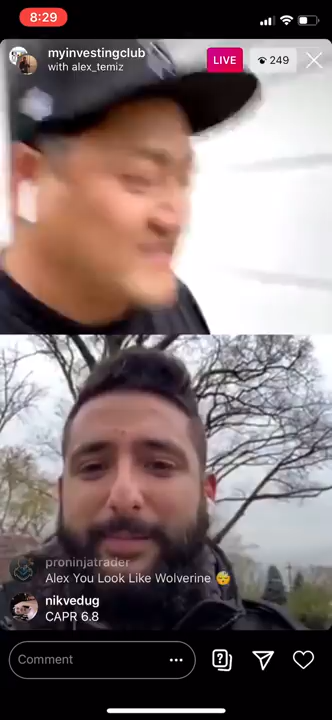 8:29
myinvestingclub
with alex_temiz
LIVE
249
proninjatrader
Alex You Look Like Wolverine 😴
nikvedug
CAPR 6.8
Comment